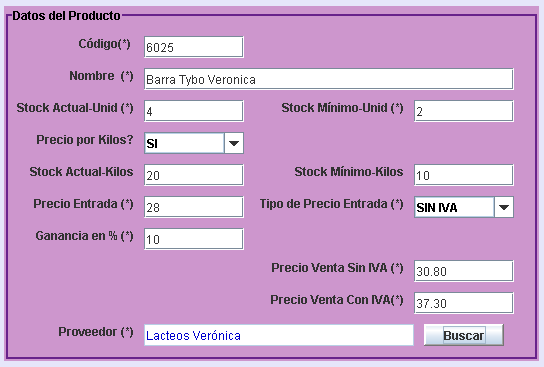 Datos del Producto
Código(*) 6025
Nombre (*) Barra Tybo Veronica
Stock Actual-Unid (*) 4 Stock Mínimo-Unid (*) 2
Precio por Kilos? SI
Stock Actual-Kilos 20 Stock Mínimo-Kilos 10
Precio Entrada (*) 28 Tipo de Precio Entrada (*) SIN IVA
Ganancia en % (*) 10
Precio Venta Sin IVA (*) 30.80
Precio Venta Con IVA(*) 37.30
Proveedor (*) Lacteos Verónica Buscar